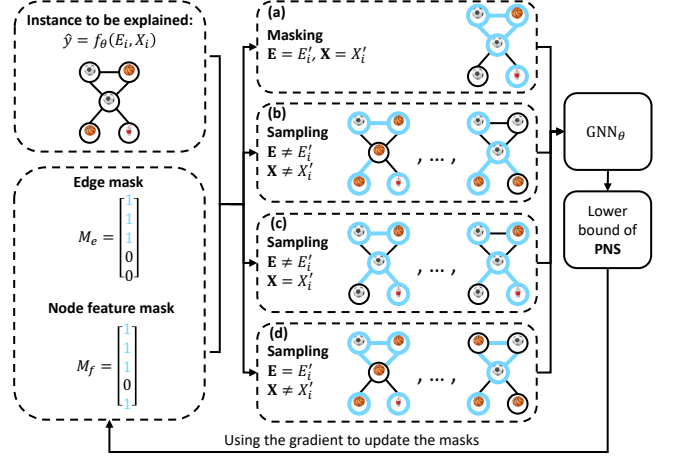 Instance to be explained:
ŷ = f_θ(E_i, X_i)
Edge mask
M_e = [1 1 1 0 0]
Node feature mask
M_f = [1 1 1 0 1]
(a)
Masking
E = E_i′, X = X_i′
(b)
Sampling
E ≠ E_i′
X ≠ X_i′
, ... ,
(c)
Sampling
E ≠ E_i′
X = X_i′
, ... ,
(d)
Sampling
E = E_i′
X ≠ X_i′
, ... ,
GNN_θ
Lower
bound of
PNS
Using the gradient to update the masks